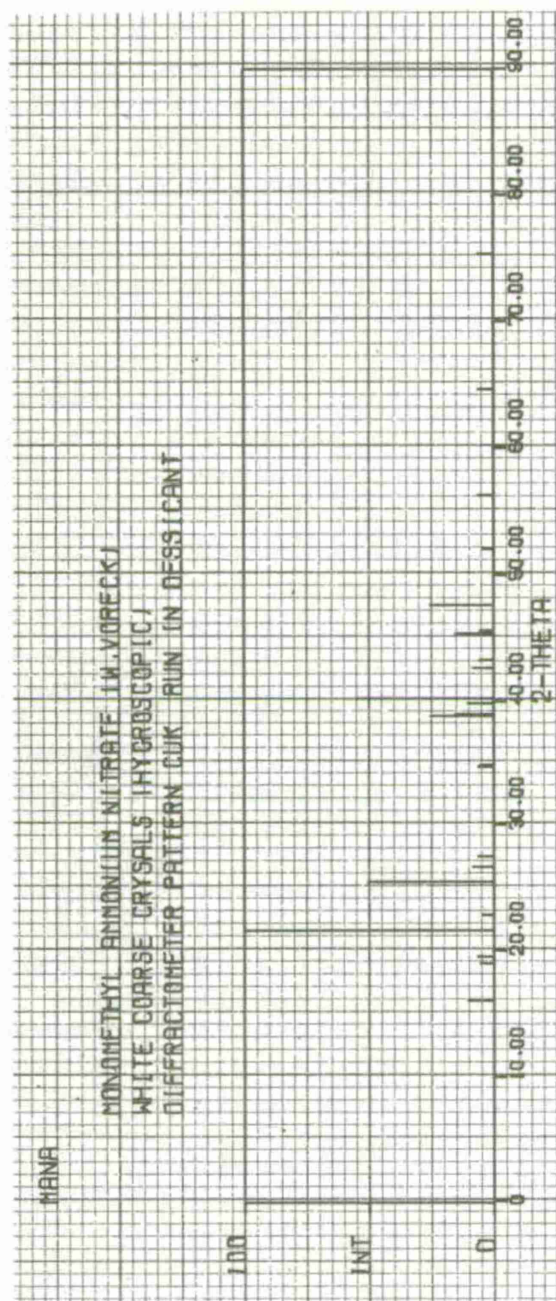 MANA
MONOMETHYL AMMONIUM NITRATE (W.VORECK)
WHITE COARSE CRYSALS (HYGROSCOPIC)
DIFFRACTOMETER PATTERN CUK RUN IN DESSICANT
100
INT
0
0 10.00 20.00 30.00 40.00 50.00 60.00 70.00 80.00 90.00
2-THETA